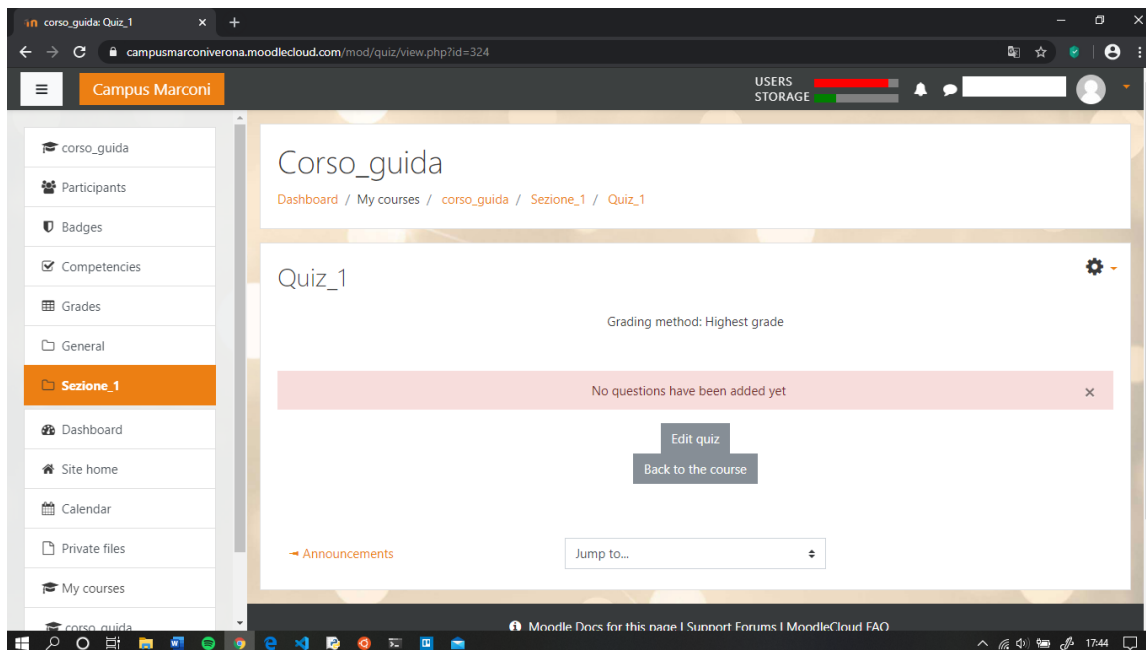 corso_guida: Quiz_1
campusmarconiverona.moodlecloud.com/mod/quiz/view.php?id=324
Campus Marconi
USERS
STORAGE
corso_guida
Participants
Badges
Competencies
Grades
General
Sezione_1
Dashboard
Site home
Calendar
Private files
My courses
corso_guida
Corso_guida
Dashboard / My courses / corso_guida / Sezione_1 / Quiz_1
Quiz_1
Grading method: Highest grade
No questions have been added yet
Edit quiz
Back to the course
Announcements
Jump to...
Moodle Docs for this page | Support Forums | MoodleCloud FAQ
17:44